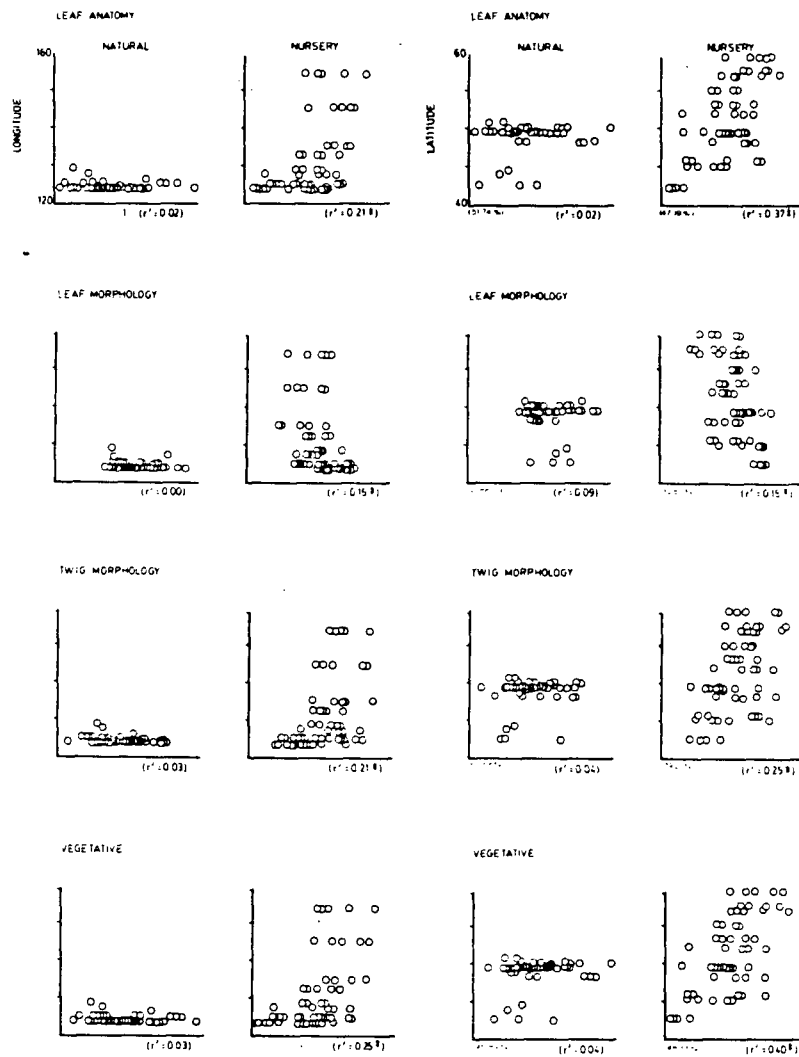 LEAF ANATOMY
NATURAL
NURSERY
LONGITUDE
160
120
(r² = 0.02)
(r² = 0.21 )
LEAF ANATOMY
NATURAL
NURSERY
LATITUDE
60
40
(r² = 0.02)
(r² = 0.37 )
LEAF MORPHOLOGY
(r² = 0.00)
(r² = 0.15 )
LEAF MORPHOLOGY
(r² = 0.09)
(r² = 0.15 )
TWIG MORPHOLOGY
(r² = 0.03)
(r² = 0.21 )
TWIG MORPHOLOGY
(r² = 0.04)
(r² = 0.25 )
VEGETATIVE
(r² = 0.03)
(r² = 0.25 )
VEGETATIVE
(r² = 0.04)
(r² = 0.40 )